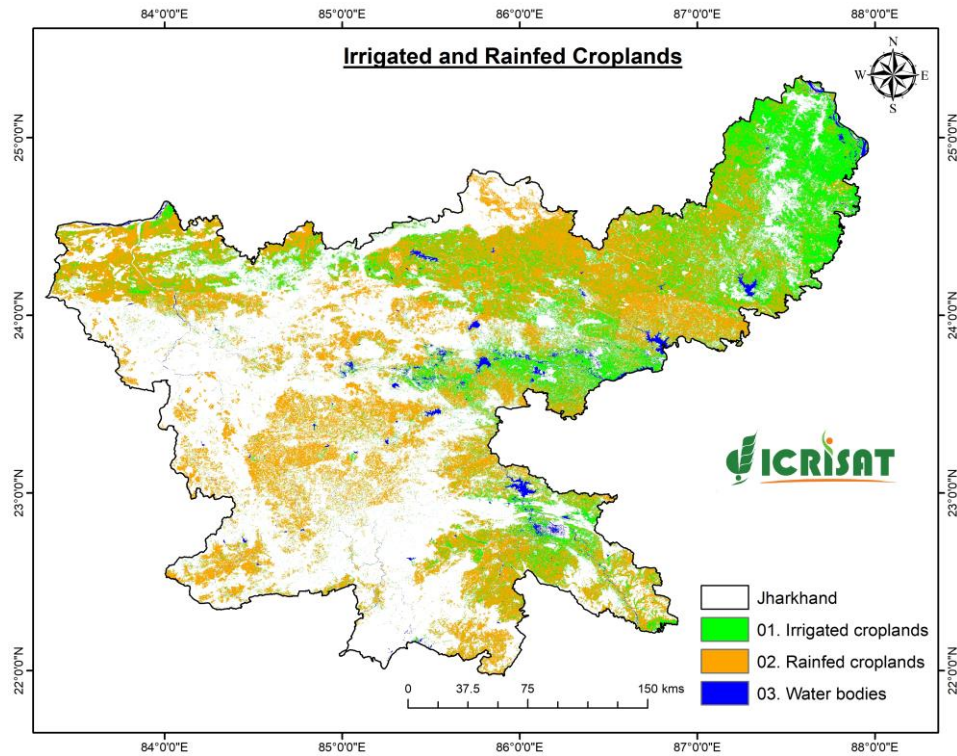 84°0'0"E 85°0'0"E 86°0'0"E 87°0'0"E 88°0'0"E
Irrigated and Rainfed Croplands
N
W E
S
25°0'0"N 25°0'0"N
24°0'0"N 24°0'0"N
23°0'0"N 23°0'0"N
22°0'0"N 22°0'0"N
ICRISAT
Jharkhand
01. Irrigated croplands
02. Rainfed croplands
03. Water bodies
0 37.5 75 150 kms
84°0'0"E 85°0'0"E 86°0'0"E 87°0'0"E 88°0'0"E